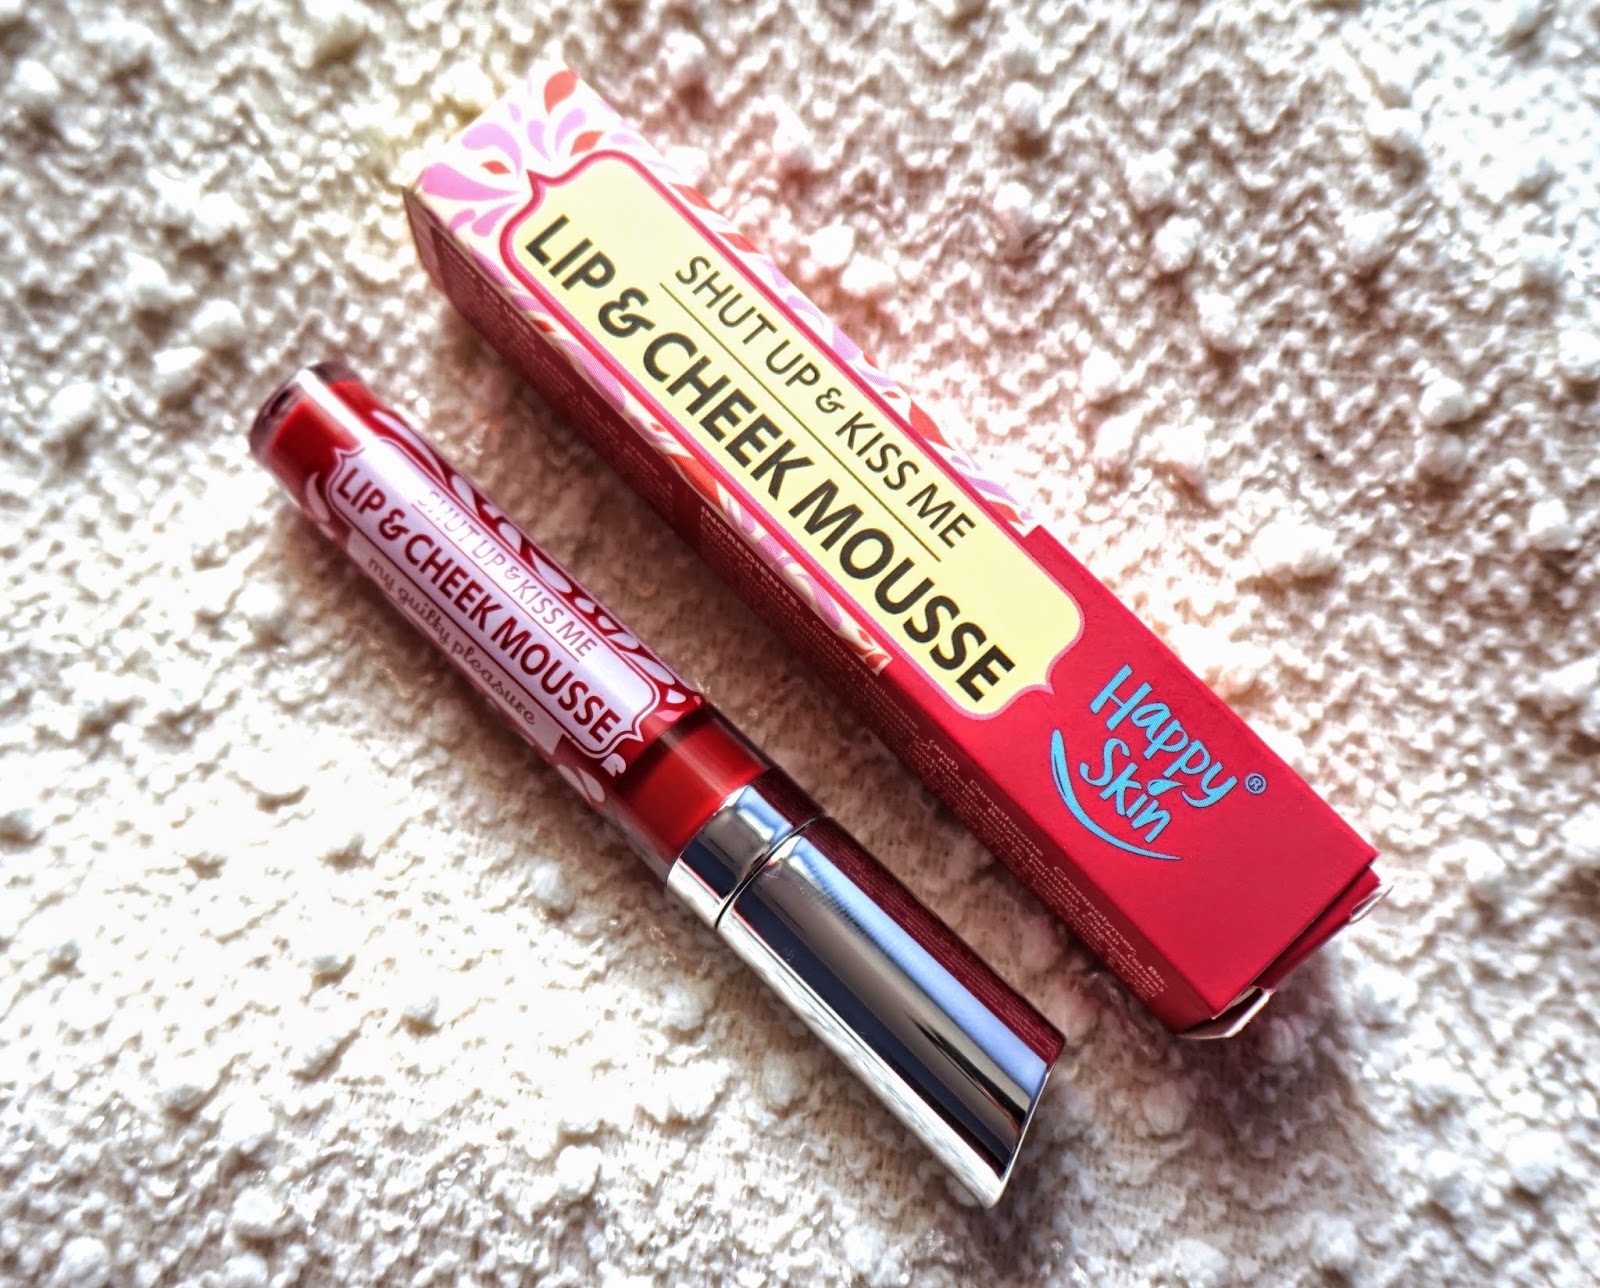 SHUT UP & KISS ME
LIP & CHEEK MOUSSE
Happy
Skin®
INGREDIENTS:
SHUT UP & KISS ME
LIP & CHEEK MOUSSE
my guilty pleasure